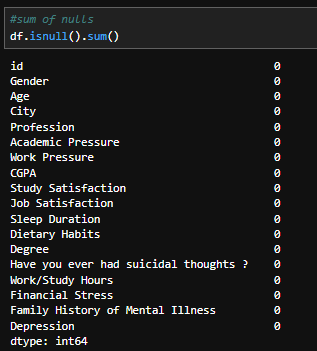 #sum of nulls
df.isnull().sum()
id 0
Gender 0
Age 0
City 0
Profession 0
Academic Pressure 0
Work Pressure 0
CGPA 0
Study Satisfaction 0
Job Satisfaction 0
Sleep Duration 0
Dietary Habits 0
Degree 0
Have you ever had suicidal thoughts ? 0
Work/Study Hours 0
Financial Stress 0
Family History of Mental Illness 0
Depression 0
dtype: int64